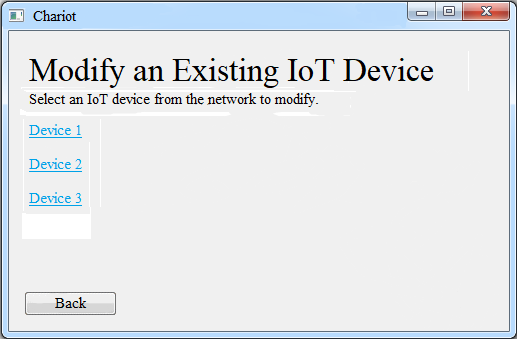 Chariot
Modify an Existing IoT Device
Select an IoT device from the network to modify.
Device 1
Device 2
Device 3
Back